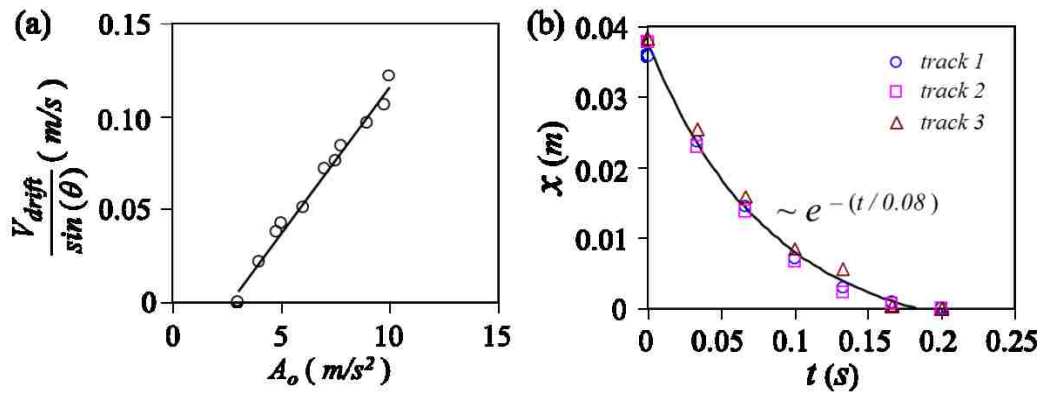 (a)
0.15
0.10
0.05
0
0
5
10
15
V_drift / sin (θ) ( m/s )
A_o ( m/s² )
(b)
0.04
0.03
0.02
0.01
0
0
0.05
0.1
0.15
0.2
0.25
x (m)
t (s)
track 1
track 2
track 3
~ e^−(t / 0.08 )